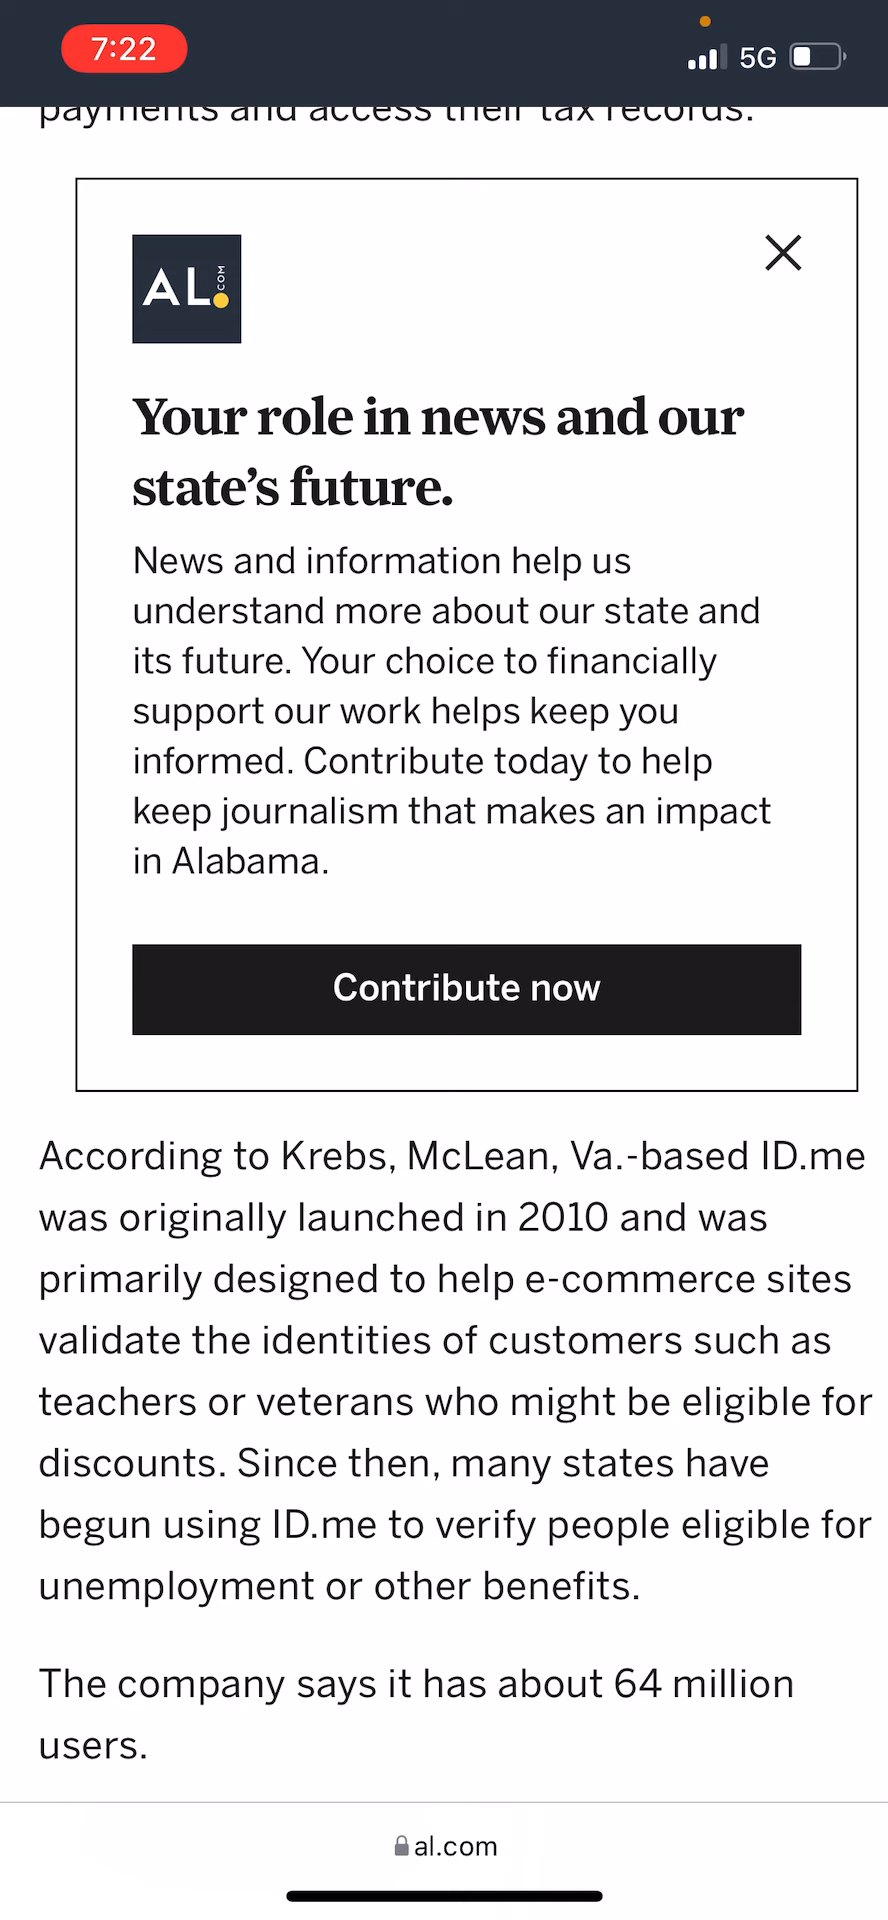 7:22
5G
payments and access their tax records.
AL.COM
Your role in news and our
state’s future.
News and information help us
understand more about our state and
its future. Your choice to financially
support our work helps keep you
informed. Contribute today to help
keep journalism that makes an impact
in Alabama.
Contribute now
According to Krebs, McLean, Va.-based ID.me
was originally launched in 2010 and was
primarily designed to help e-commerce sites
validate the identities of customers such as
teachers or veterans who might be eligible for
discounts. Since then, many states have
begun using ID.me to verify people eligible for
unemployment or other benefits.
The company says it has about 64 million
users.
al.com